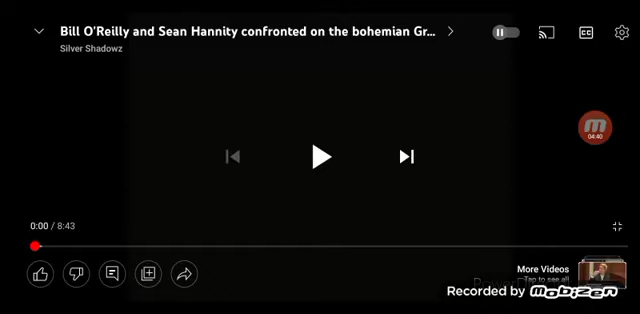 Bill O'Reilly and Sean Hannity confronted on the bohemian Gr...
Silver Shadowz
CC
04:40
0:00 / 8:43
More Videos
Tap to see all
Recorded by mobizen